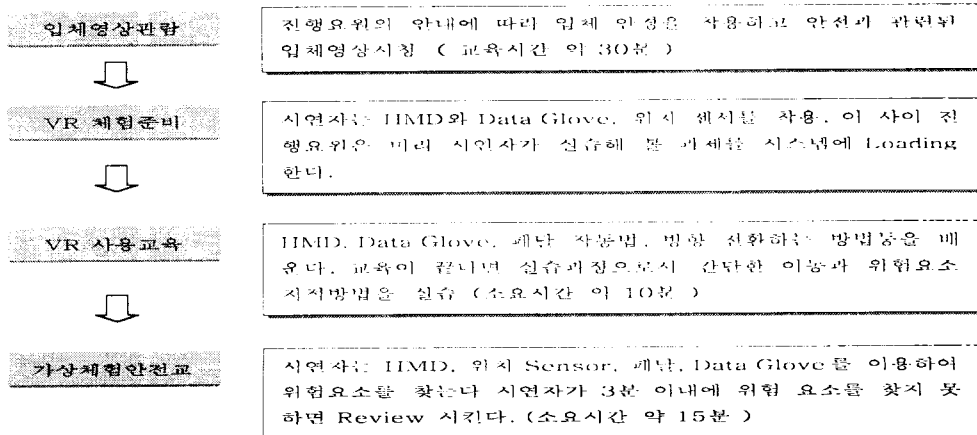 입체영상관람
진행요원의 안내에 따라 입체 안경을 착용하고 안전과 관련된
입체영상시청 ( 교육시간 약 30분 )
VR 체험준비
시연자는 HMD와 Data Glove, 위치 센서를 착용, 이 사이 진
행요원은 미리 시연자가 실습해 볼 과제를 시스템에 Loading
한다.
VR 사용교육
HMD, Data Glove, 페달 작동법, 방향 전환하는 방법등을 배
운다. 교육이 끝나면 실습과정으로서 간단한 이동과 위험요소
지적방법을 실습 (소요시간 약 10분 )
가상체험안전교
시연자는 HMD, 위치 Sensor, 페달, Data Glove를 이용하여
위험요소를 찾는다 시연자가 3분 이내에 위험 요소를 찾지 못
하면 Review 시킨다. (소요시간 약 15분 )